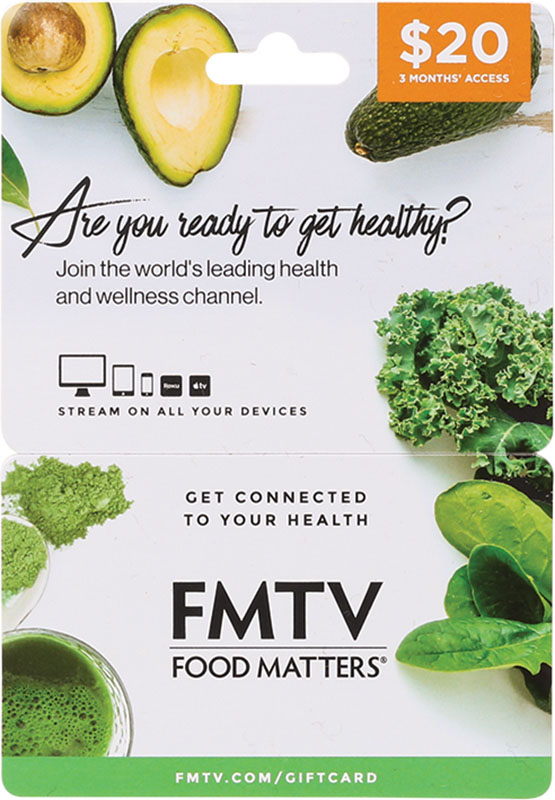 $20
3 MONTHS' ACCESS
Are you ready to get healthy?
Join the world's leading health
and wellness channel.
Roku tv
STREAM ON ALL YOUR DEVICES
GET CONNECTED
TO YOUR HEALTH
FMTV
FOOD MATTERS®
FMTV.COM/GIFTCARD